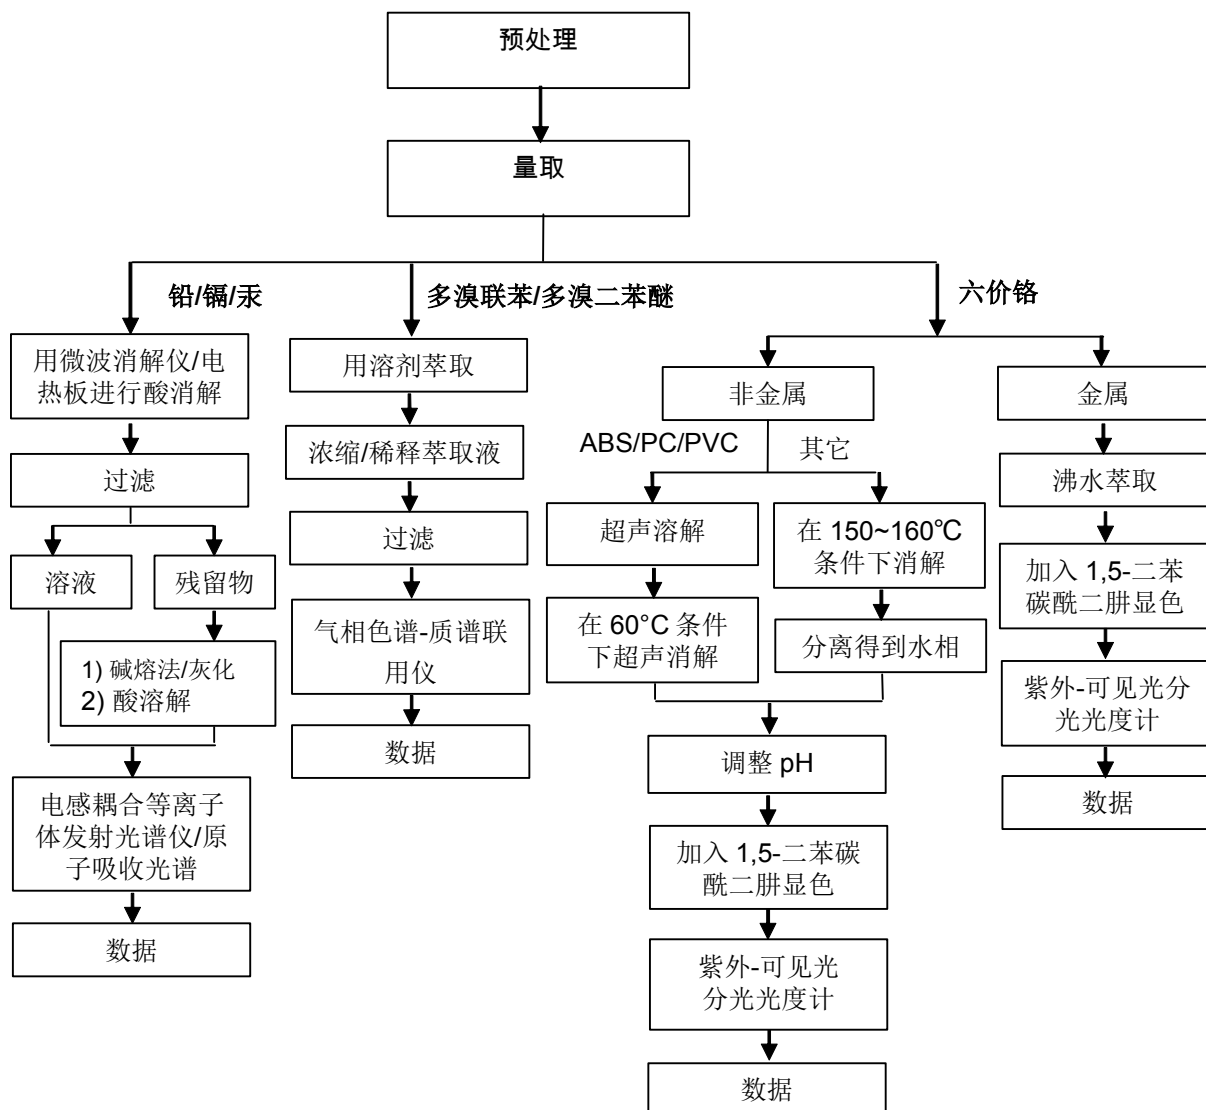 预处理
量取
铅/镉/汞
多溴联苯/多溴二苯醚
六价铬
用微波消解仪/电
热板进行酸消解
过滤
溶液
残留物
1) 碱熔法/灰化
2) 酸溶解
电感耦合等离子
体发射光谱仪/原
子吸收光谱
数据
用溶剂萃取
浓缩/稀释萃取液
过滤
气相色谱-质谱联
用仪
数据
非金属
ABS/PC/PVC
其它
超声溶解
在 60°C 条件
下超声消解
在 150~160℃
条件下消解
分离得到水相
调整 pH
加入 1,5-二苯碳
酰二肼显色
紫外-可见光
分光光度计
数据
金属
沸水萃取
加入 1,5-二苯
碳酰二肼显色
紫外-可见光分
光光度计
数据